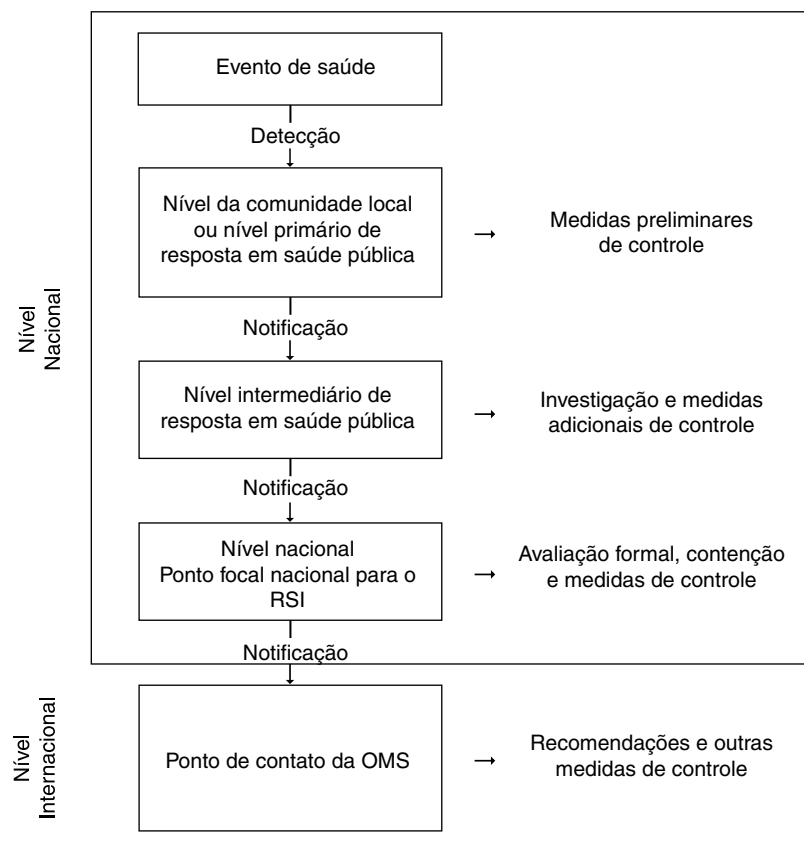 Evento de saúde
Detecção
Nível da comunidade local
ou nível primário de
resposta em saúde pública
Medidas preliminares
de controle
Notificação
Nível
Nacional
Nível intermediário de
resposta em saúde pública
Investigação e medidas
adicionais de controle
Notificação
Nível nacional
Ponto focal nacional para o
RSI
Avaliação formal, contenção
e medidas de controle
Notificação
Nível
Internacional
Ponto de contato da OMS
Recomendações e outras
medidas de controle